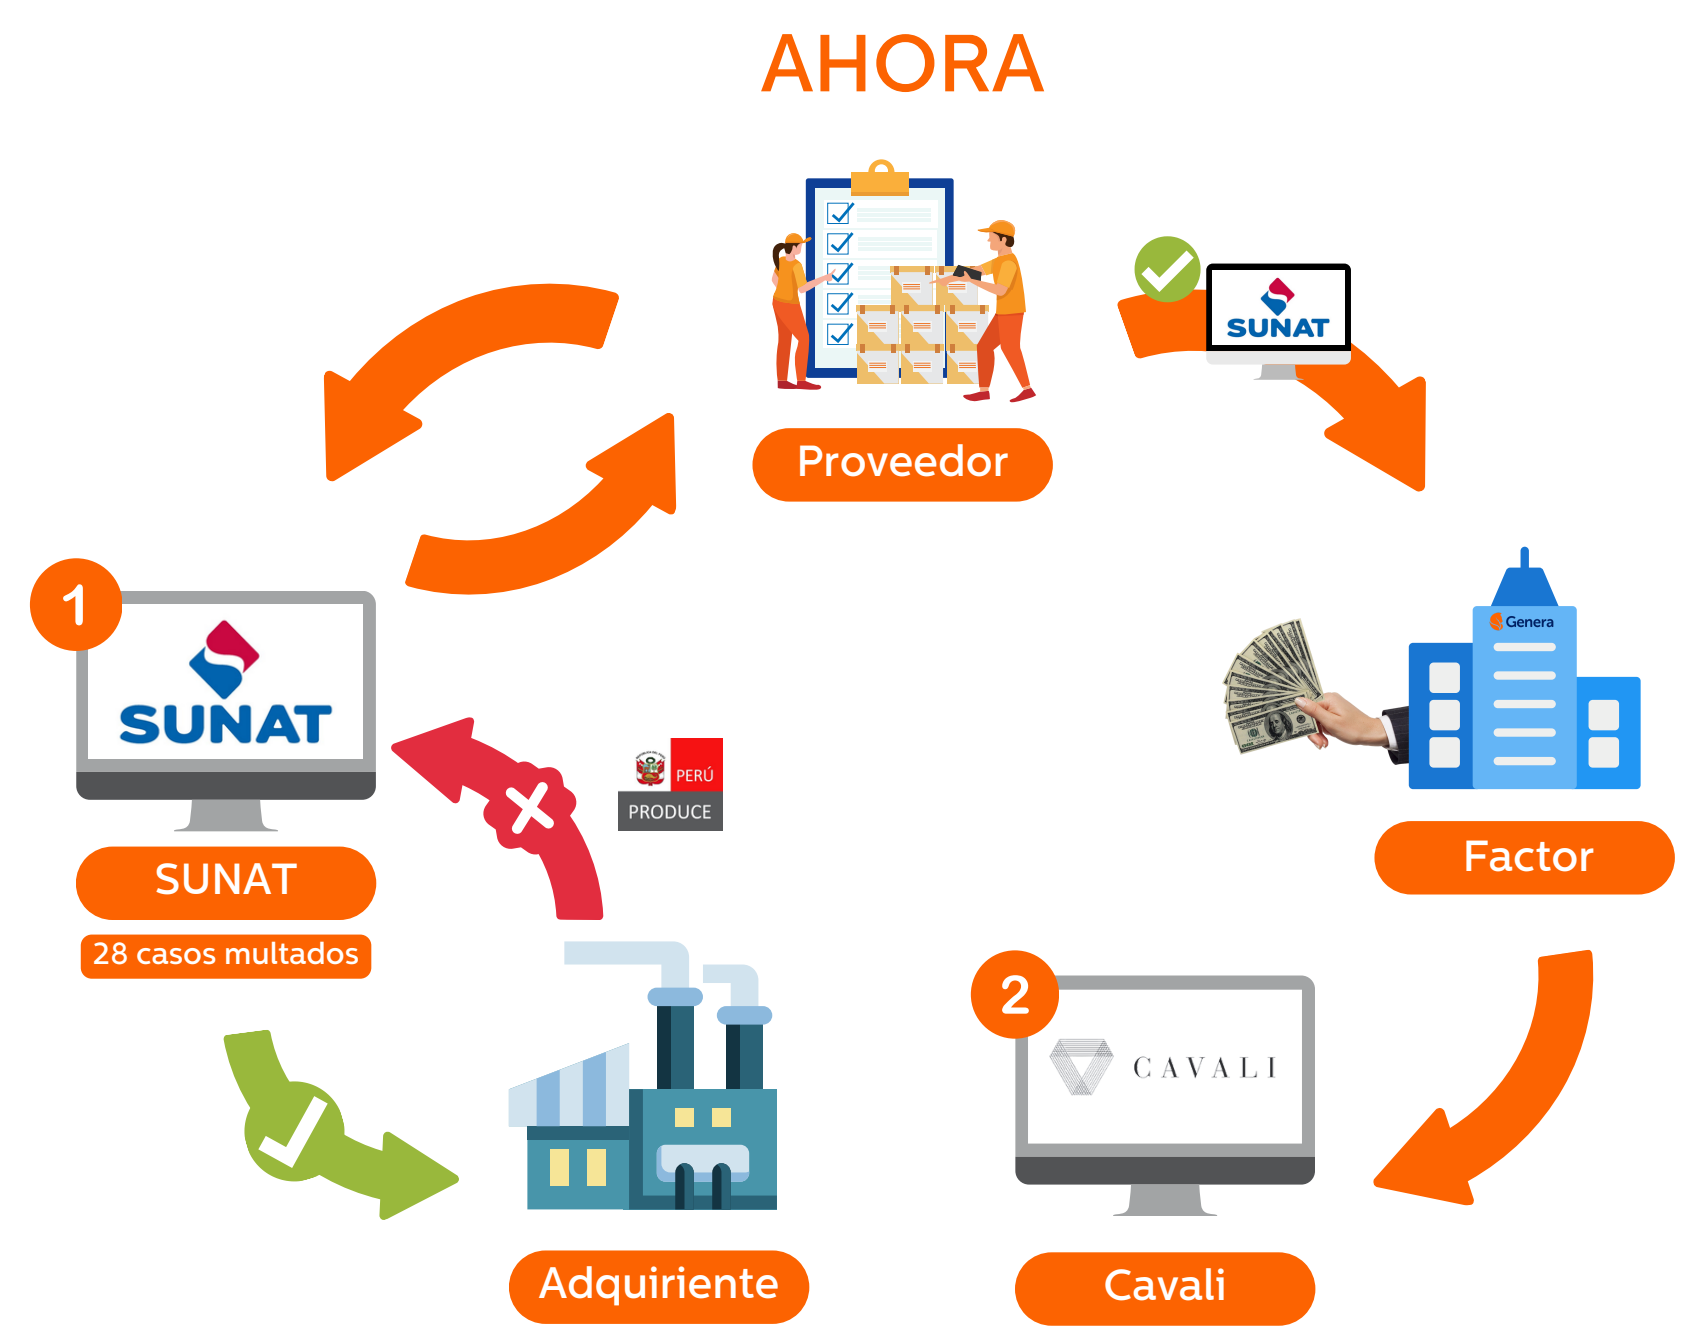 AHORA
SUNAT
Proveedor
1
SUNAT
Genera
PERÚ
PRODUCE
SUNAT
28 casos multados
Factor
2
CAVALI
Adquiriente
Cavali